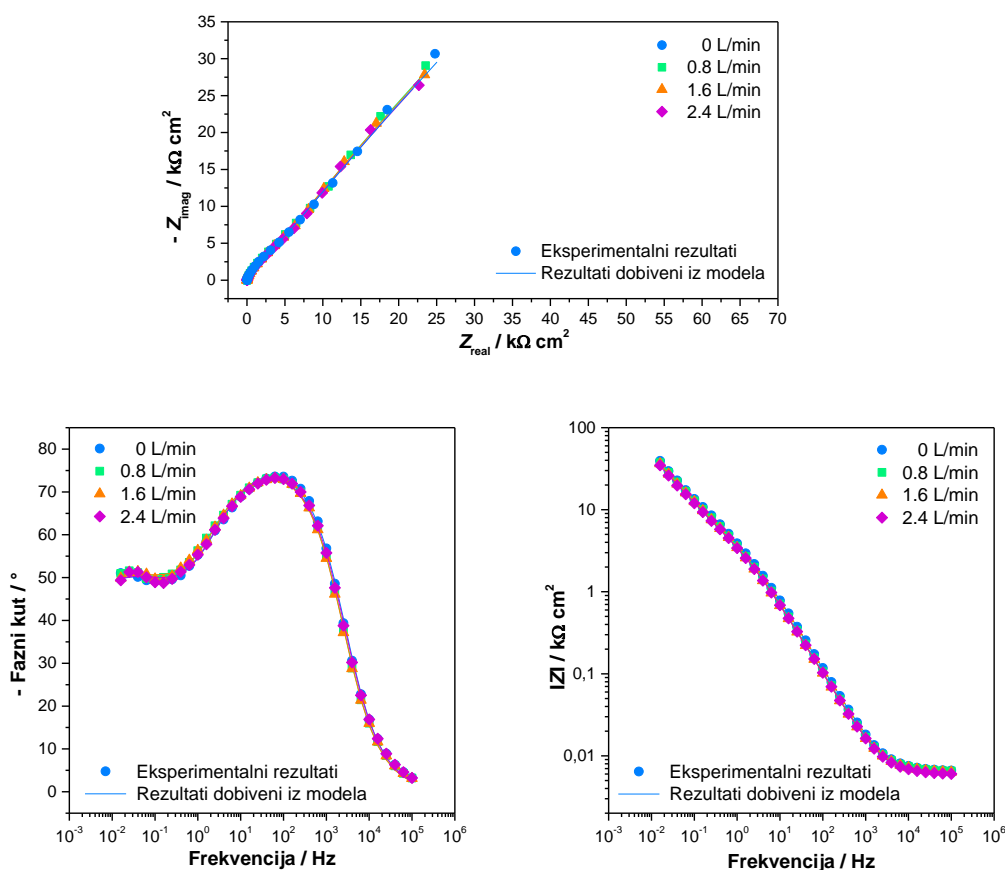 35
30
25
20
15
10
5
0
- Zimag / kΩ cm²
0 L/min
0.8 L/min
1.6 L/min
2.4 L/min
Eksperimentalni rezultati
Rezultati dobiveni iz modela
0 5 10 15 20 25 30 35 40 45 50 55 60 65 70
Zreal / kΩ cm²
80
70
60
50
40
30
20
10
0
- Fazni kut / °
0 L/min
0.8 L/min
1.6 L/min
2.4 L/min
Eksperimentalni rezultati
Rezultati dobiveni iz modela
10⁻³ 10⁻² 10⁻¹ 10⁰ 10¹ 10² 10³ 10⁴ 10⁵ 10⁶
Frekvencija / Hz
100
10
1
0,1
0,01
|Z| / kΩ cm²
0 L/min
0.8 L/min
1.6 L/min
2.4 L/min
Eksperimentalni rezultati
Rezultati dobiveni iz modela
10⁻³ 10⁻² 10⁻¹ 10⁰ 10¹ 10² 10³ 10⁴ 10⁵ 10⁶
Frekvencija / Hz